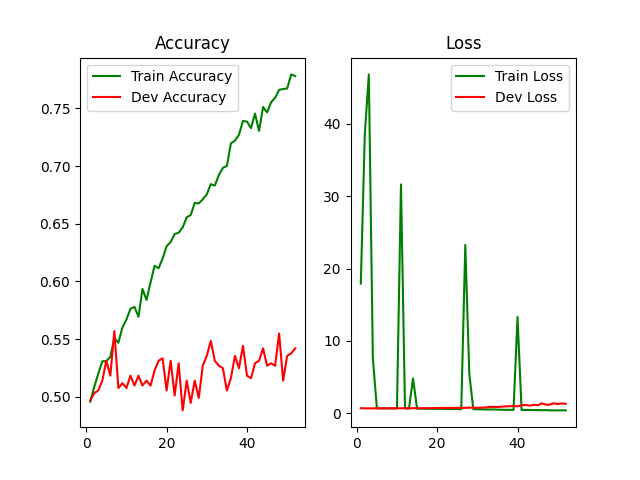 Accuracy
Train Accuracy
Dev Accuracy
0.75
0.70
0.65
0.60
0.55
0.50
0
20
40
Loss
Train Loss
Dev Loss
40
30
20
10
0
0
20
40